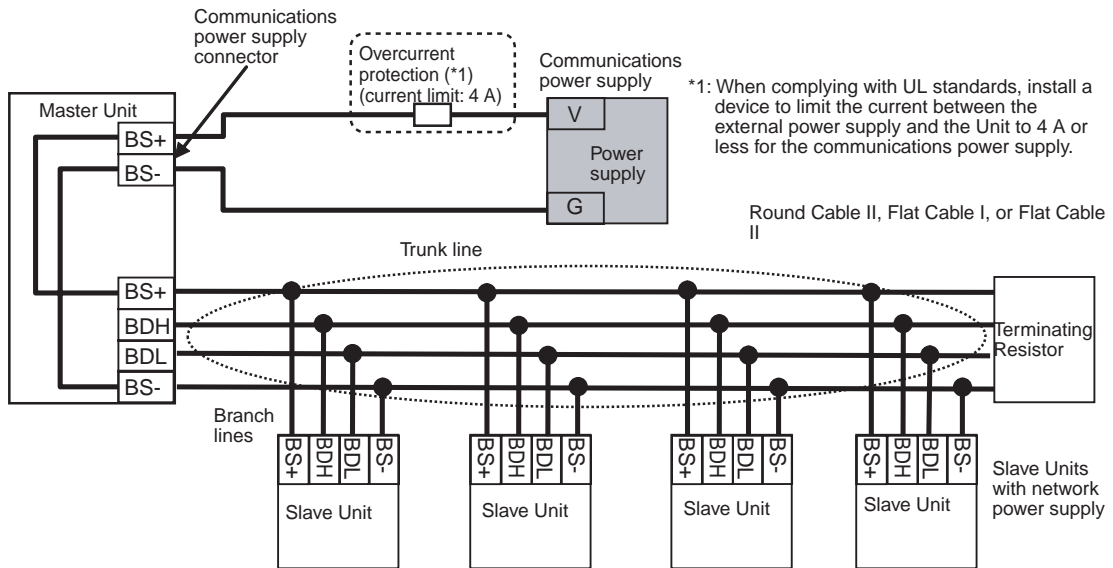 Communications
power supply
connector
Overcurrent
protection (*1)
(current limit: 4 A)
Communications
power supply
*1: When complying with UL standards, install a
device to limit the current between the
external power supply and the Unit to 4 A or
less for the communications power supply.
Master Unit
BS+
BS-
V
Power
supply
G
Round Cable II, Flat Cable I, or Flat Cable
II
Trunk line
BS+
BDH
BDL
BS-
Terminating
Resistor
Branch
lines
BS+ BDH BDL BS-
Slave Unit
BS+ BDH BDL BS-
Slave Unit
BS+ BDH BDL BS-
Slave Unit
BS+ BDH BDL BS-
Slave Unit
Slave Units
with network
power supply